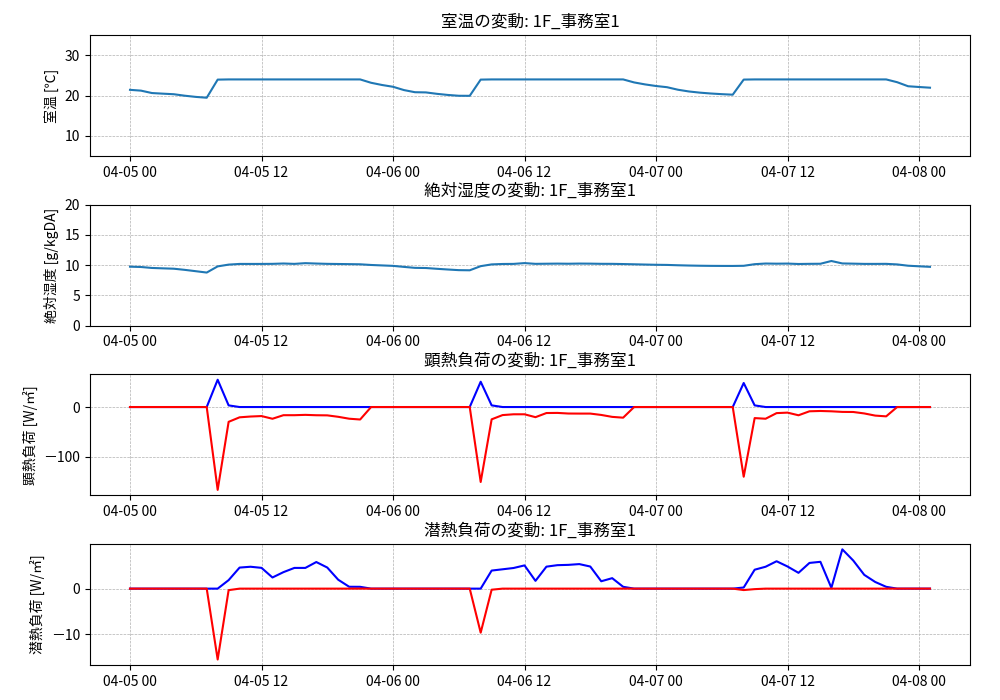 室温の変動: 1F_事務室1
室温 [℃]
30
20
10
04-05 00 04-05 12 04-06 00 04-06 12 04-07 00 04-07 12 04-08 00
絶対湿度の変動: 1F_事務室1
絶対湿度 [g/kgDA]
20
15
10
5
0
04-05 00 04-05 12 04-06 00 04-06 12 04-07 00 04-07 12 04-08 00
顕熱負荷の変動: 1F_事務室1
顕熱負荷 [W/㎡]
0
−100
04-05 00 04-05 12 04-06 00 04-06 12 04-07 00 04-07 12 04-08 00
潜熱負荷の変動: 1F_事務室1
潜熱負荷 [W/㎡]
0
−10
04-05 00 04-05 12 04-06 00 04-06 12 04-07 00 04-07 12 04-08 00